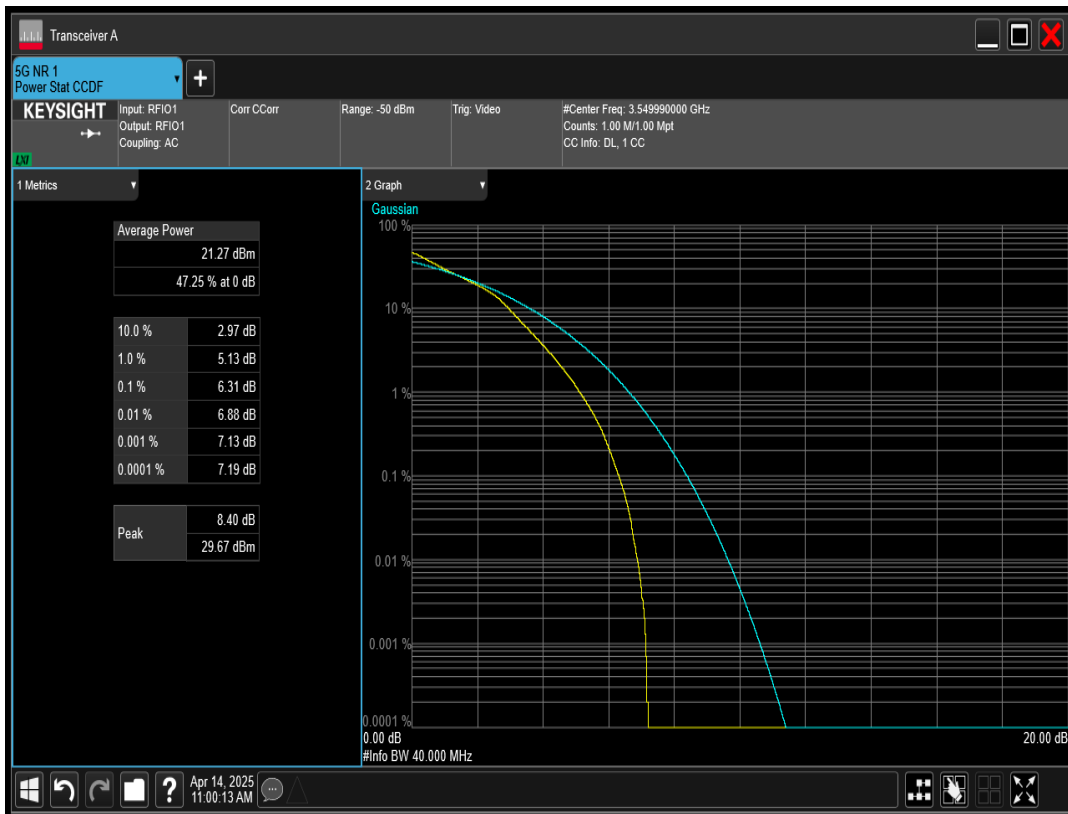 Transceiver A
5G NR 1
Power Stat CCDF
+
KEYSIGHT
LXI
Input: RFIO1
Output: RFIO1
Coupling: AC
Corr CCorr
Range: -50 dBm
Trig: Video
#Center Freq: 3.549990000 GHz
Counts: 1.00 M/1.00 Mpt
CC Info: DL, 1 CC
1 Metrics
Average Power
21.27 dBm
47.25 % at 0 dB
10.0 % 2.97 dB
1.0 % 5.13 dB
0.1 % 6.31 dB
0.01 % 6.88 dB
0.001 % 7.13 dB
0.0001 % 7.19 dB
Peak
8.40 dB
29.67 dBm
2 Graph
Gaussian
100 %
10 %
1 %
0.1 %
0.01 %
0.001 %
0.0001 %
0.00 dB 20.00 dB
#Info BW 40.000 MHz
?
Apr 14, 2025
11:00:13 AM